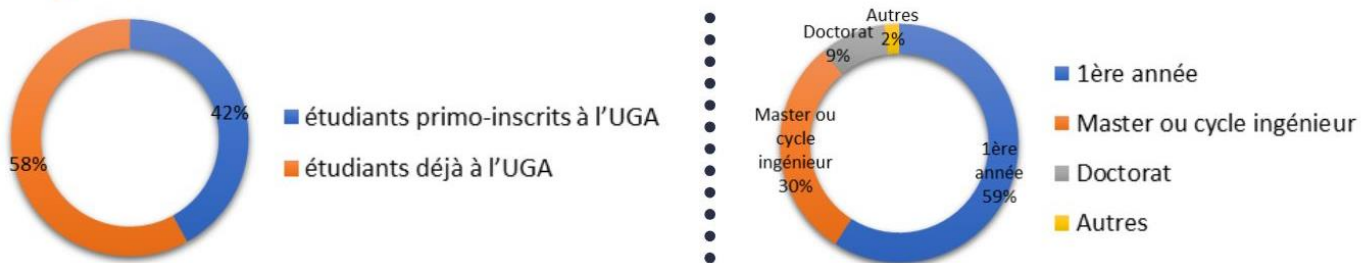 42%
58%
étudiants primo-inscrits à l’UGA
étudiants déjà à l’UGA
Autres
2%
Doctorat
9%
Master ou
cycle
ingénieur
30%
1ère
année
59%
1ère année
Master ou cycle ingénieur
Doctorat
Autres